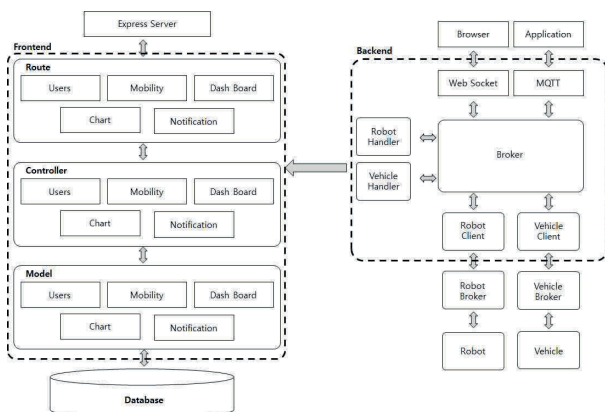 Express Server
Frontend
Route
Users
Mobility
Dash Board
Chart
Notification
Controller
Users
Mobility
Dash Board
Chart
Notification
Model
Users
Mobility
Dash Board
Chart
Notification
Database
Browser
Application
Backend
Web Socket
MQTT
Robot
Handler
Broker
Vehicle
Handler
Robot
Client
Vehicle
Client
Robot
Broker
Vehicle
Broker
Robot
Vehicle